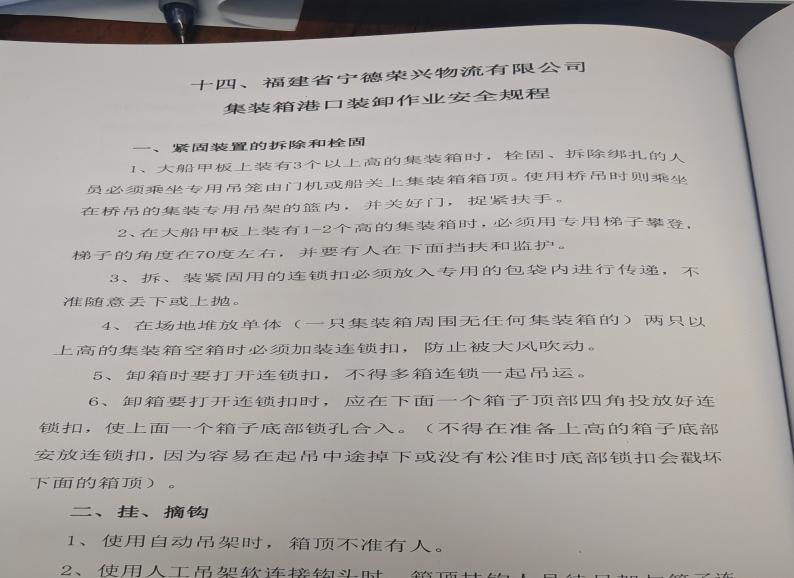 十四、福建省宁德荣兴物流有限公司
集装箱港口装卸作业安全规程
一、紧固装置的拆除和栓固
1、大船甲板上装有3个以上高的集装箱时，栓固、拆除绑扎的人
员必须乘坐专用吊笼由门机或船关上集装箱箱顶。使用桥吊时则乘坐
在桥吊的集装专用吊架的篮内，并关好门，捉紧扶手。
2、在大船甲板上装有1-2个高的集装箱时，必须用专用梯子攀登，
梯子的角度在70度左右，并要有人在下面挡扶和监护。
3、拆、装紧固用的连锁扣必须放入专用的包袋内进行传递，不
准随意丢下或上抛。
4、在场地堆放单体（一只集装箱周围无任何集装箱的）两只以
上高的集装箱空箱时必须加装连锁扣，防止被大风吹动。
5、卸箱时要打开连锁扣，不得多箱连锁一起吊运。
6、卸箱要打开连锁扣时，应在下面一个箱子顶部四角投放好连
锁扣，使上面一个箱子底部锁孔合入。（不得在准备上高的箱子底部
安放连锁扣，因为容易在起吊中途掉下或没有松准时底部锁扣会戳坏
下面的箱顶）。
二、挂、摘钩
1、使用自动吊架时，箱顶不准有人。
2、使用人工吊架软连接钩头时，箱顶挂钩人员待吊架与箱子连